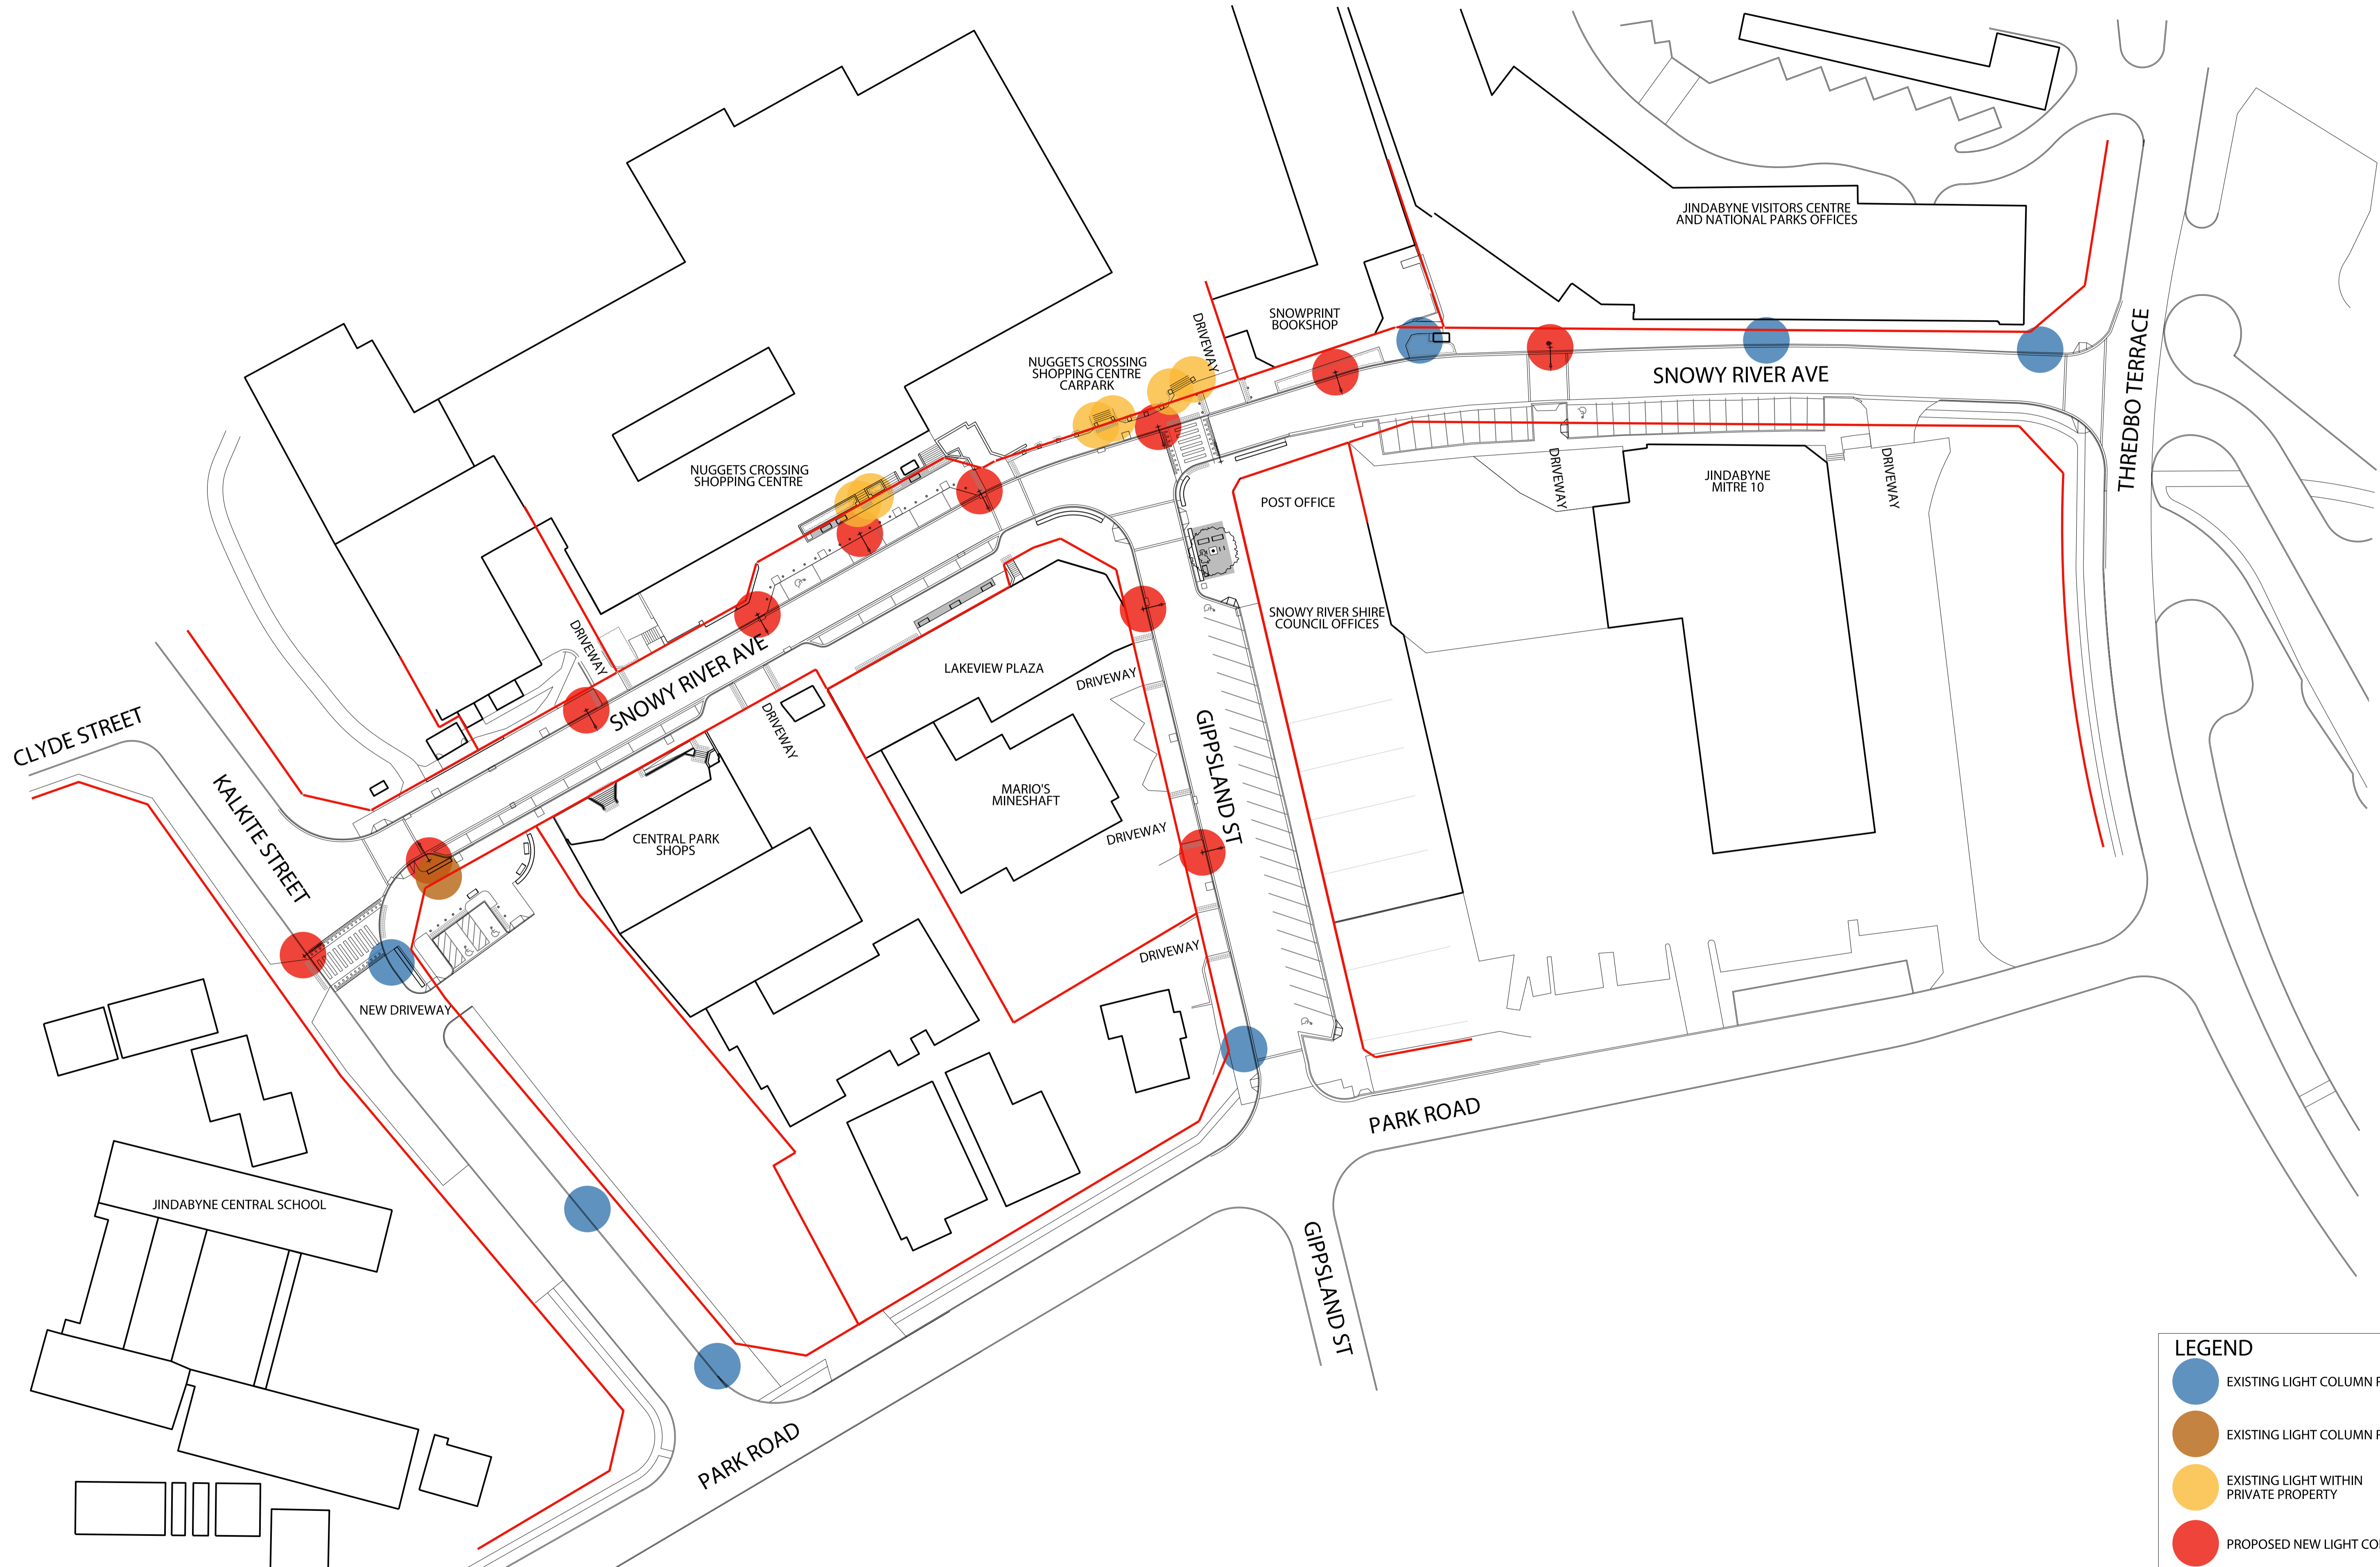 JINDABYNE VISITORS CENTRE
AND NATIONAL PARKS OFFICES
SNOWPRINT
BOOKSHOP
DRIVEWAY
NUGGETS CROSSING
SHOPPING CENTRE
CARPARK
SNOWY RIVER AVE
THREDBO TERRACE
NUGGETS CROSSING
SHOPPING CENTRE
POST OFFICE
DRIVEWAY
JINDABYNE
MITRE 10
DRIVEWAY
SNOWY RIVER SHIRE
COUNCIL OFFICES
DRIVEWAY
SNOWY RIVER AVE
LAKEVIEW PLAZA
DRIVEWAY
DRIVEWAY
CLYDE STREET
KALKITE STREET
GIPPSLAND ST
MARIO'S
MINESHAFT
CENTRAL PARK
SHOPS
DRIVEWAY
DRIVEWAY
NEW DRIVEWAY
PARK ROAD
JINDABYNE CENTRAL SCHOOL
GIPPSLAND ST
PARK ROAD
LEGEND
EXISTING LIGHT COLUMN
EXISTING LIGHT COLUMN
EXISTING LIGHT WITHIN
PRIVATE PROPERTY
PROPOSED NEW LIGHT